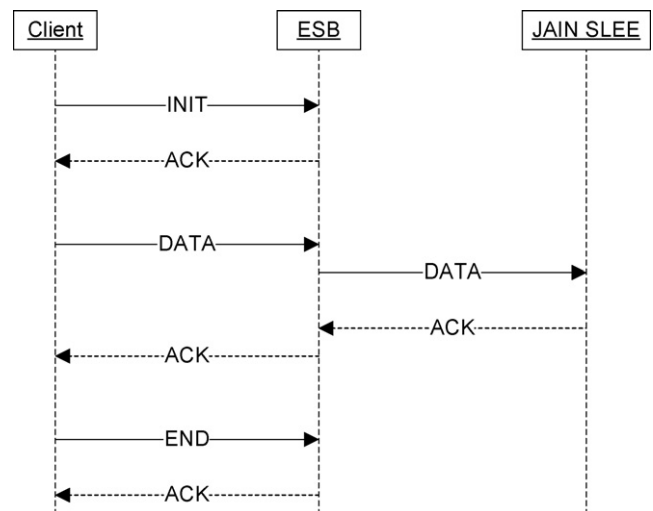 Client
ESB
JAIN SLEE
INIT
ACK
DATA
DATA
ACK
ACK
END
ACK